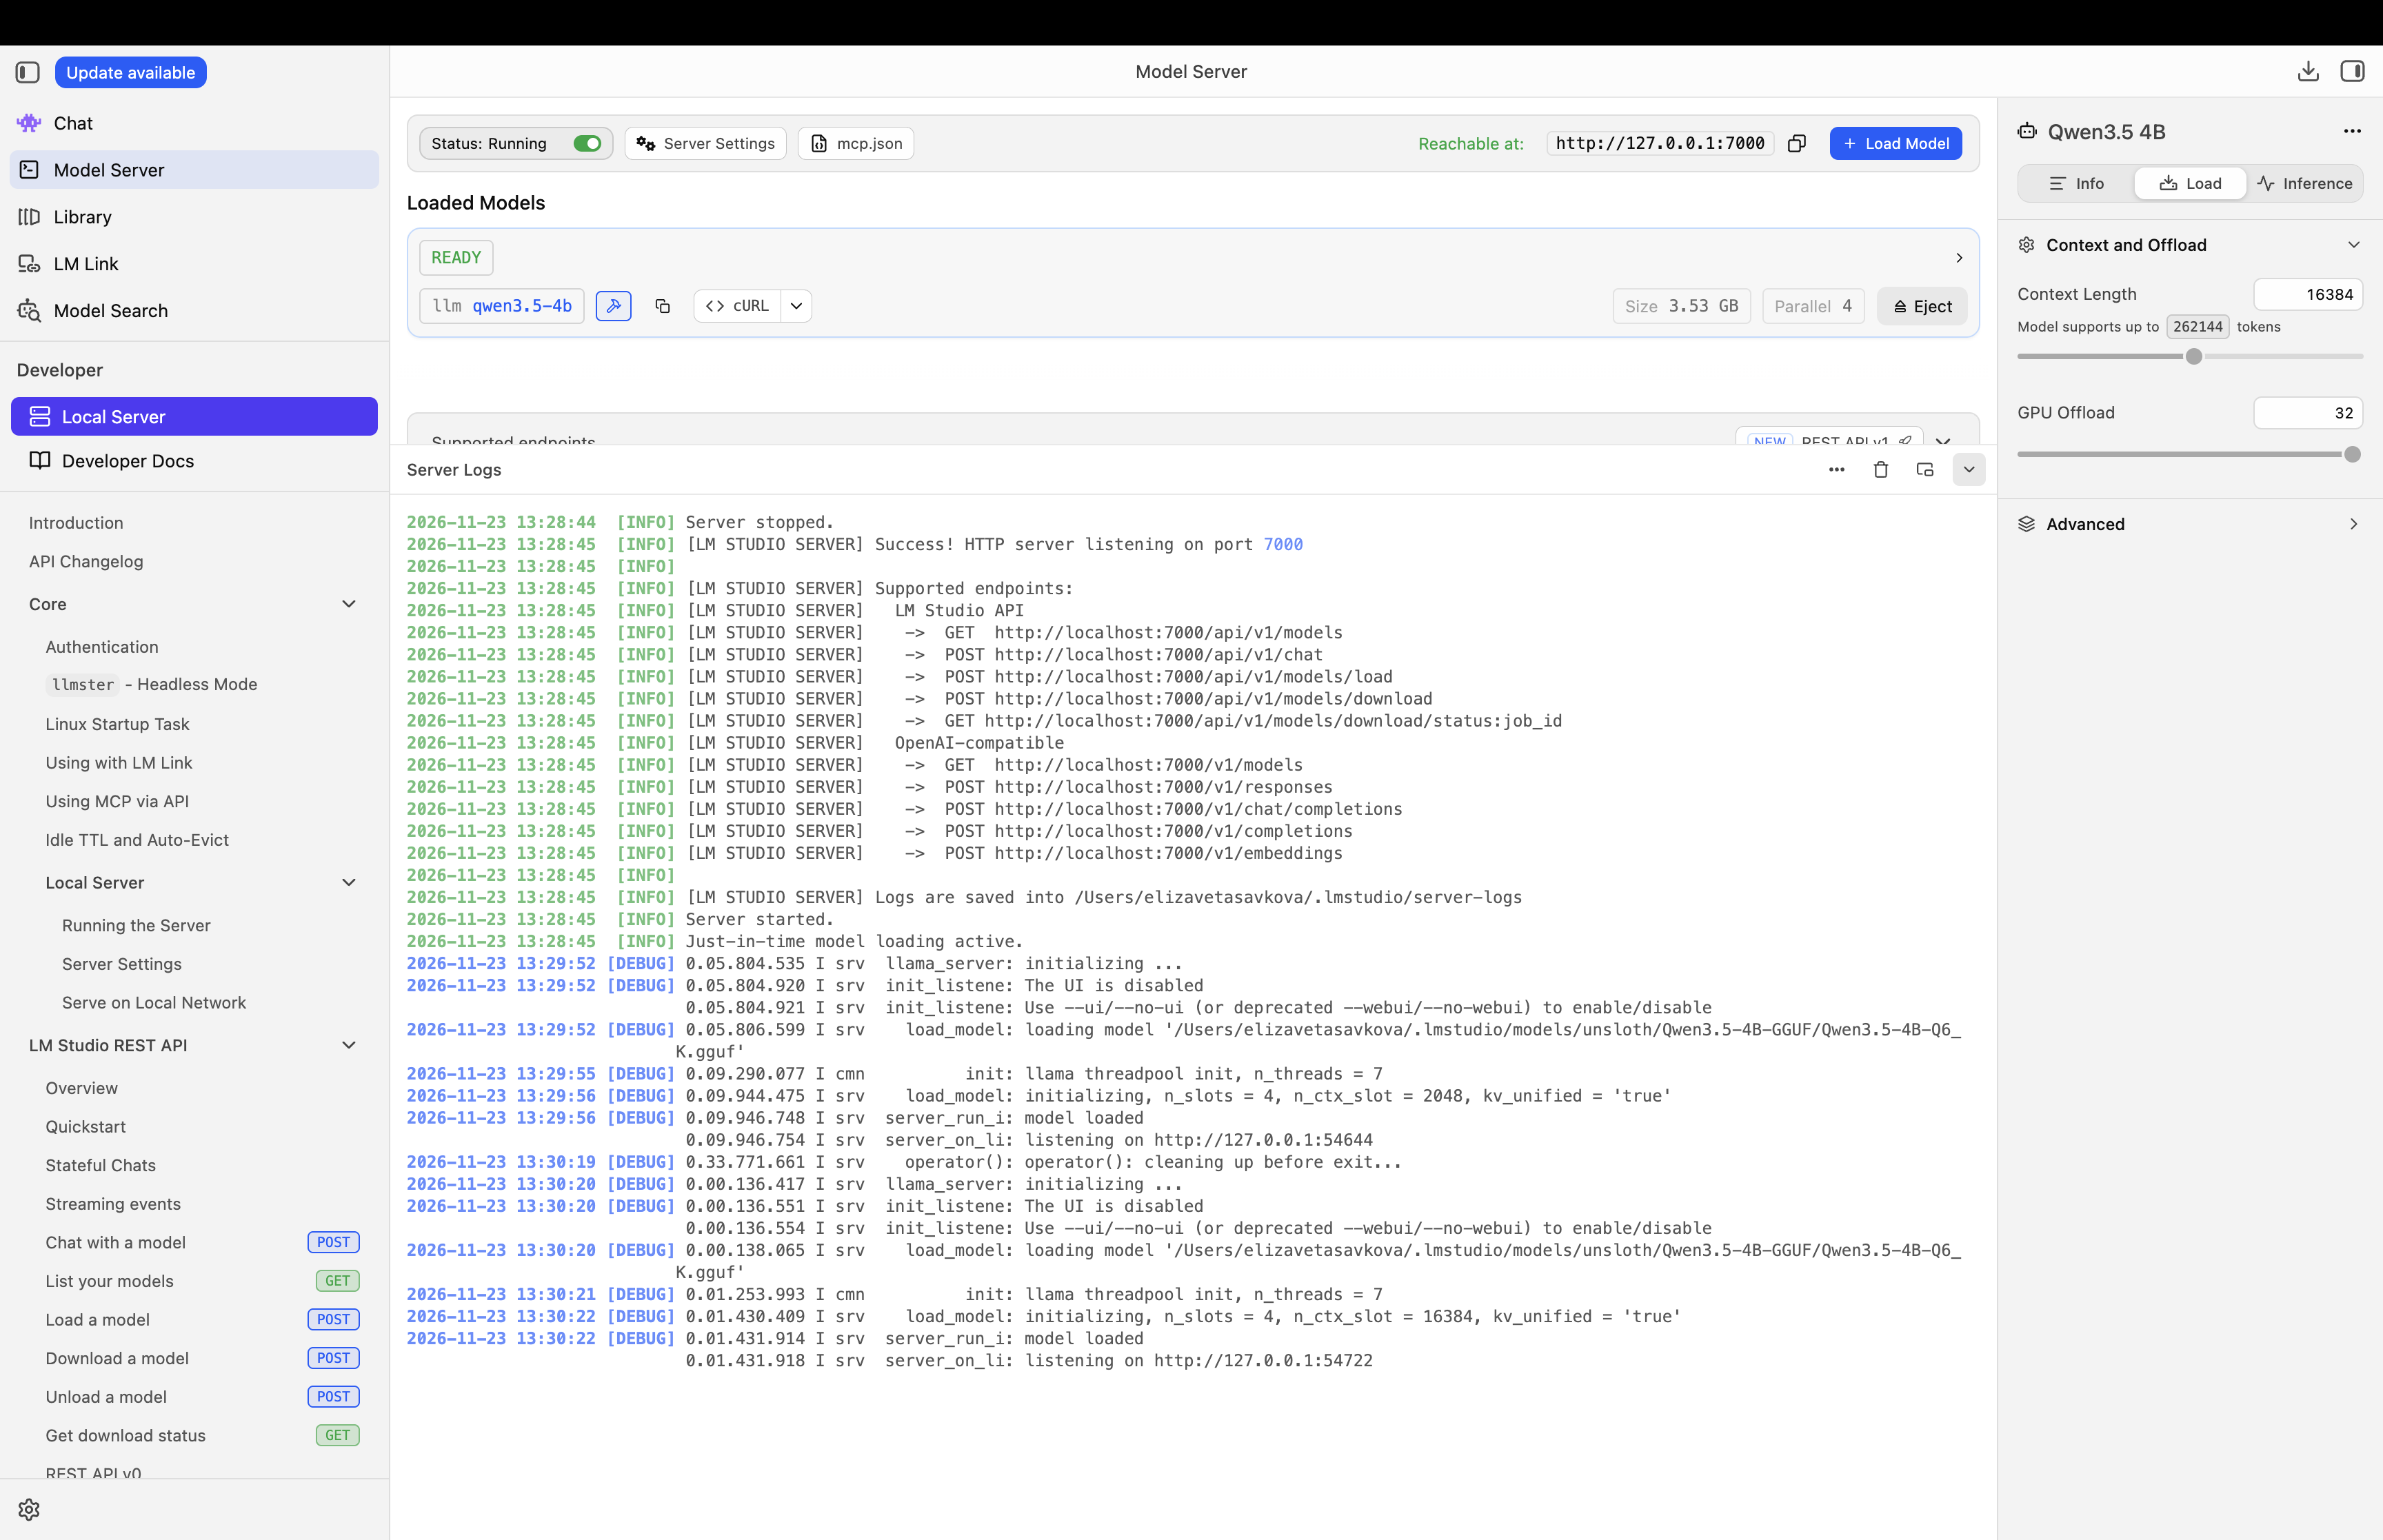 Update available
Model Server
Chat
Model Server
Library
LM Link
Model Search
Developer
Local Server
Developer Docs
Introduction
API Changelog
Core
Authentication
llmster - Headless Mode
Linux Startup Task
Using with LM Link
Using MCP via API
Idle TTL and Auto-Evict
Local Server
Running the Server
Server Settings
Serve on Local Network
LM Studio REST API
Overview
Quickstart
Stateful Chats
Streaming events
Chat with a model POST
List your models GET
Load a model POST
Download a model POST
Unload a model POST
Get download status GET
REST API v0
Status: Running Server Settings mcp.json Reachable at: http://127.0.0.1:7000 + Load Model
Loaded Models
READY
llm qwen3.5-4b <> cURL Size 3.53 GB Parallel 4 Eject
Supported endpoints NEW REST API v1
Server Logs
2026-11-23 13:28:44 [INFO] Server stopped.
2026-11-23 13:28:45 [INFO] [LM STUDIO SERVER] Success! HTTP server listening on port 7000
2026-11-23 13:28:45 [INFO]
2026-11-23 13:28:45 [INFO] [LM STUDIO SERVER] Supported endpoints:
2026-11-23 13:28:45 [INFO] [LM STUDIO SERVER] LM Studio API
2026-11-23 13:28:45 [INFO] [LM STUDIO SERVER] -> GET http://localhost:7000/api/v1/models
2026-11-23 13:28:45 [INFO] [LM STUDIO SERVER] -> POST http://localhost:7000/api/v1/chat
2026-11-23 13:28:45 [INFO] [LM STUDIO SERVER] -> POST http://localhost:7000/api/v1/models/load
2026-11-23 13:28:45 [INFO] [LM STUDIO SERVER] -> POST http://localhost:7000/api/v1/models/download
2026-11-23 13:28:45 [INFO] [LM STUDIO SERVER] -> GET http://localhost:7000/api/v1/models/download/status:job_id
2026-11-23 13:28:45 [INFO] [LM STUDIO SERVER] OpenAI-compatible
2026-11-23 13:28:45 [INFO] [LM STUDIO SERVER] -> GET http://localhost:7000/v1/models
2026-11-23 13:28:45 [INFO] [LM STUDIO SERVER] -> POST http://localhost:7000/v1/responses
2026-11-23 13:28:45 [INFO] [LM STUDIO SERVER] -> POST http://localhost:7000/v1/chat/completions
2026-11-23 13:28:45 [INFO] [LM STUDIO SERVER] -> POST http://localhost:7000/v1/completions
2026-11-23 13:28:45 [INFO] [LM STUDIO SERVER] -> POST http://localhost:7000/v1/embeddings
2026-11-23 13:28:45 [INFO]
2026-11-23 13:28:45 [INFO] [LM STUDIO SERVER] Logs are saved into /Users/elizavetasavkova/.lmstudio/server-logs
2026-11-23 13:28:45 [INFO] Server started.
2026-11-23 13:28:45 [INFO] Just-in-time model loading active.
2026-11-23 13:29:52 [DEBUG] 0.05.804.535 I srv llama_server: initializing ...
2026-11-23 13:29:52 [DEBUG] 0.05.804.920 I srv init_listene: The UI is disabled
0.05.804.921 I srv init_listene: Use --ui/--no-ui (or deprecated --webui/--no-webui) to enable/disable
2026-11-23 13:29:52 [DEBUG] 0.05.806.599 I srv load_model: loading model '/Users/elizavetasavkova/.lmstudio/models/unsloth/Qwen3.5-4B-GGUF/Qwen3.5-4B-Q6_
K.gguf'
2026-11-23 13:29:55 [DEBUG] 0.09.290.077 I cmn init: llama threadpool init, n_threads = 7
2026-11-23 13:29:56 [DEBUG] 0.09.944.475 I srv load_model: initializing, n_slots = 4, n_ctx_slot = 2048, kv_unified = 'true'
2026-11-23 13:29:56 [DEBUG] 0.09.946.748 I srv server_run_i: model loaded
0.09.946.754 I srv server_on_li: listening on http://127.0.0.1:54644
2026-11-23 13:30:19 [DEBUG] 0.33.771.661 I srv operator(): operator(): cleaning up before exit...
2026-11-23 13:30:20 [DEBUG] 0.00.136.417 I srv llama_server: initializing ...
2026-11-23 13:30:20 [DEBUG] 0.00.136.551 I srv init_listene: The UI is disabled
0.00.136.554 I srv init_listene: Use --ui/--no-ui (or deprecated --webui/--no-webui) to enable/disable
2026-11-23 13:30:20 [DEBUG] 0.00.138.065 I srv load_model: loading model '/Users/elizavetasavkova/.lmstudio/models/unsloth/Qwen3.5-4B-GGUF/Qwen3.5-4B-Q6_
K.gguf'
2026-11-23 13:30:21 [DEBUG] 0.01.253.993 I cmn init: llama threadpool init, n_threads = 7
2026-11-23 13:30:22 [DEBUG] 0.01.430.409 I srv load_model: initializing, n_slots = 4, n_ctx_slot = 16384, kv_unified = 'true'
2026-11-23 13:30:22 [DEBUG] 0.01.431.914 I srv server_run_i: model loaded
0.01.431.918 I srv server_on_li: listening on http://127.0.0.1:54722
Qwen3.5 4B
Info Load Inference
Context and Offload
Context Length 16384
Model supports up to 262144 tokens
GPU Offload 32
Advanced